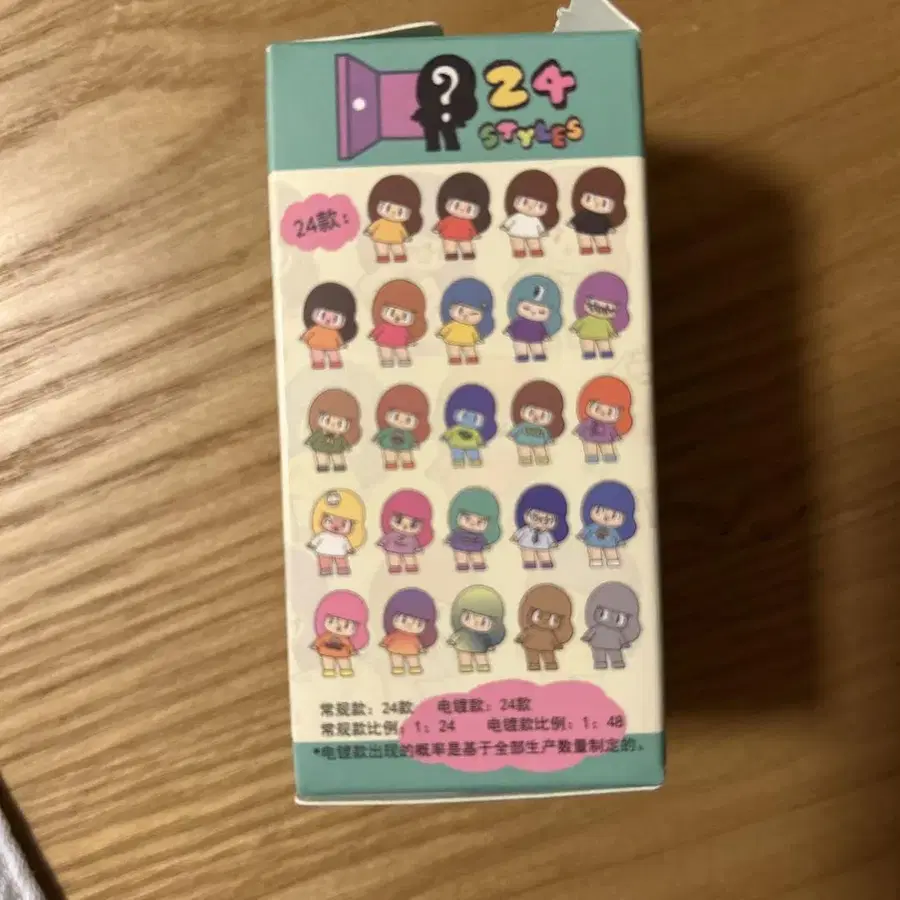 ?
24
STYLES
24款：
常规款：24款 电镀款：24款
常规款比例：1：24 电镀款比例：1：48
*电镀款出现的概率是基于全部生产数量制定的。